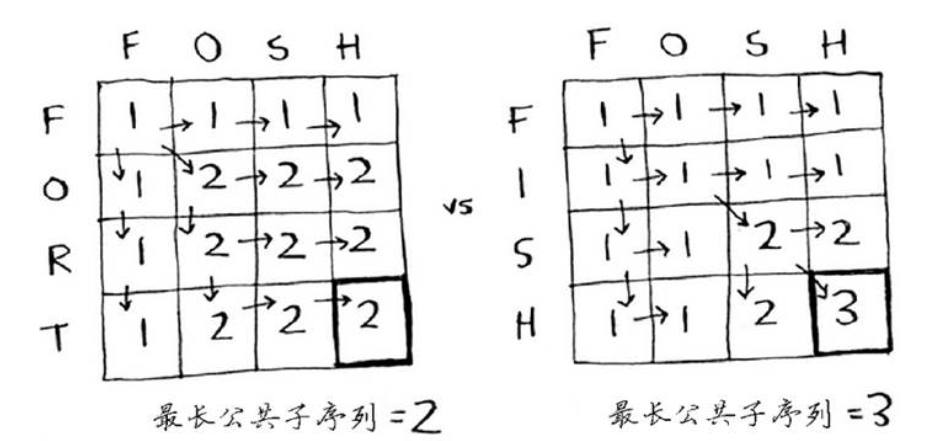 F O S H
F 1 → 1 → 1 → 1
O 1 2 → 2 → 2
R 1 2 → 2 → 2
T 1 2 → 2 → 2
最长公共子序列 = 2
vs
F O S H
F 1 → 1 → 1 → 1
I 1 → 1 → 1 → 1
S 1 → 1 2 → 2
H 1 → 1 2 3
最长公共子序列 = 3